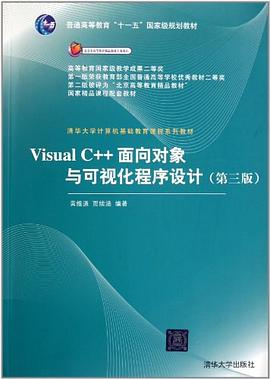 普通高等教育“十一五”国家级规划教材
高等教育国家级教学成果二等奖
第一版荣获教育部全国普通高等学校优秀教材二等奖
第二版被评为“北京高等教育精品教材”
国家精品课程配套教材
清华大学计算机基础教育课程系列教材
Visual C++ 面向对象
与可视化程序设计（第三版）
黄维通 贾续涵 编著
清华大学出版社